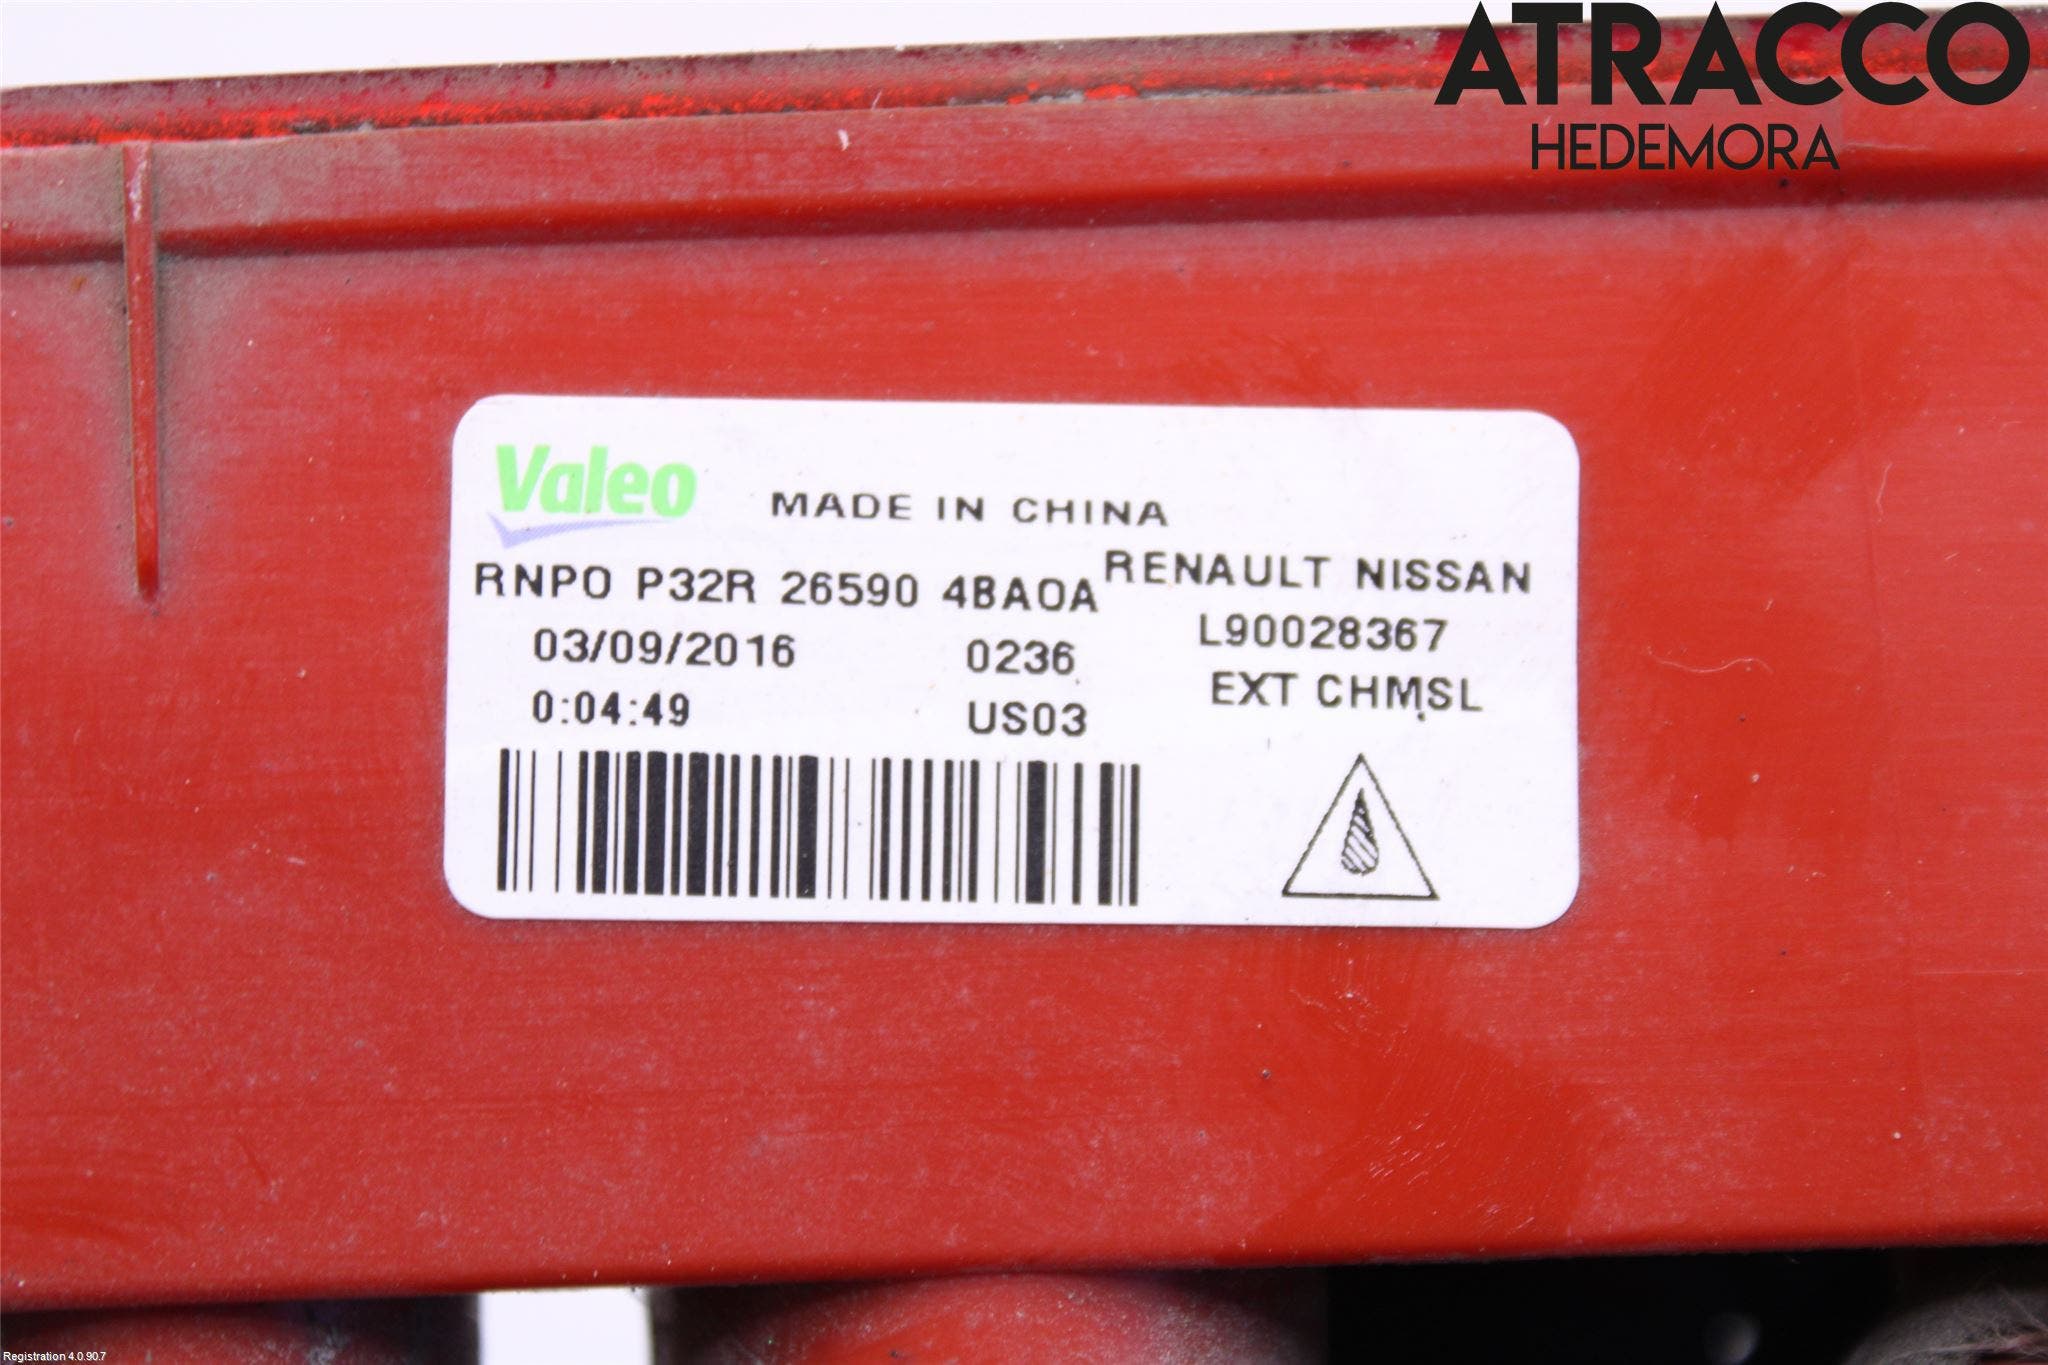 ATRACCO
HEDEMORA
Valeo MADE IN CHINA
RNPO P32R 26590 4BA0A RENAULT NISSAN
03/09/2016 0236 L90028367
0:04:49 US03 EXT CHMSL
Registration 4.0.90.7